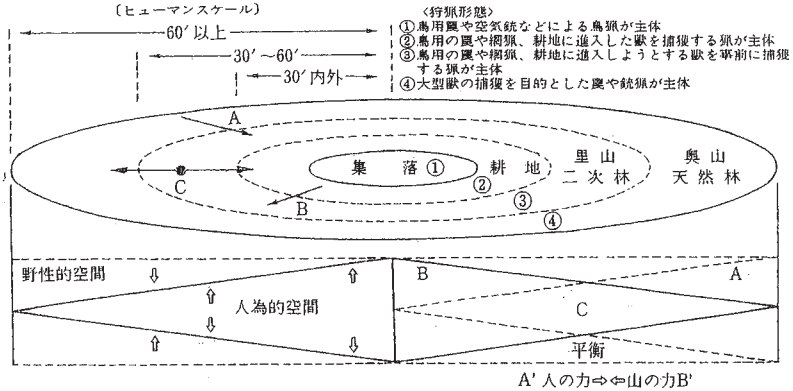 〔ヒューマンスケール〕
60′以上
30′〜60′
30′内外
<狩猟形態>
①鳥用罠や空気銃などによる鳥猟が主体
②鳥用の罠や網猟、耕地に進入した獣を捕獲する猟が主体
③鳥用の罠や網猟、耕地に進入しようとする獣を事前に捕獲
する猟が主体
④大型獣の捕獲を目的とした罠や銃猟が主体
A
C
B
集落 ①
② 耕地
③
④
里山
二次林
奥山
天然林
野性的空間
人為的空間
B
A
C
平衡
A′人の力⇨⇦山の力B′